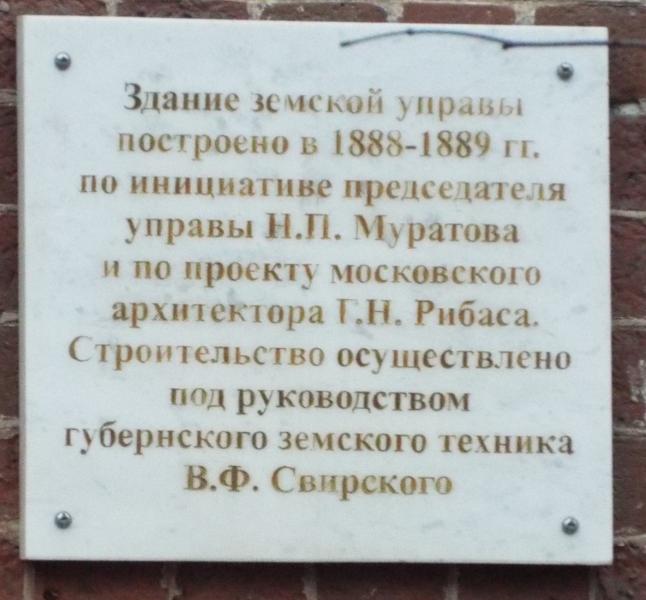 Здание земской управы
построено в 1888-1889 гг.
по инициативе председателя
управы Н.П. Муратова
и по проекту московского
архитектора Г.Н. Рибаса.
Строительство осуществлено
под руководством
губернского земского техника
В.Ф. Свирского